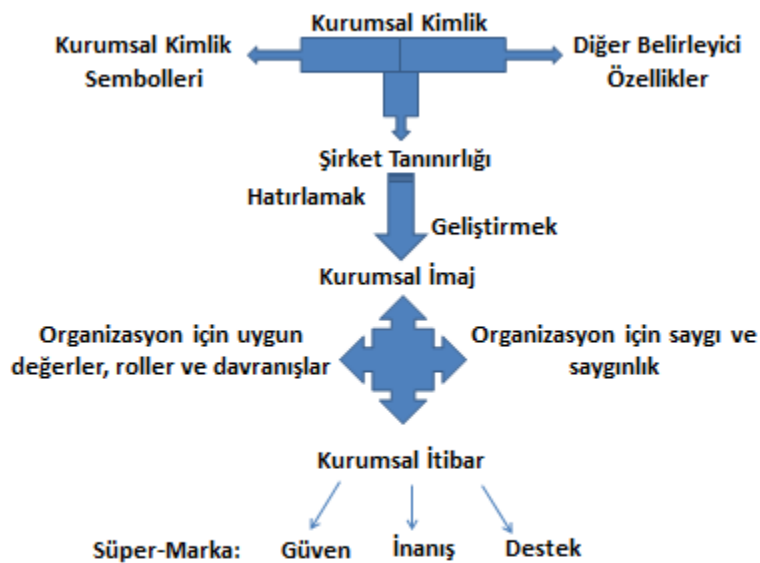 Kurumsal Kimlik
Kurumsal Kimlik
Sembolleri
Diğer Belirleyici
Özellikler
Şirket Tanınırlığı
Hatırlamak
Geliştirmek
Kurumsal İmaj
Organizasyon için uygun
değerler, roller ve davranışlar
Organizasyon için saygı ve
saygınlık
Kurumsal İtibar
Süper-Marka: Güven İnanış Destek